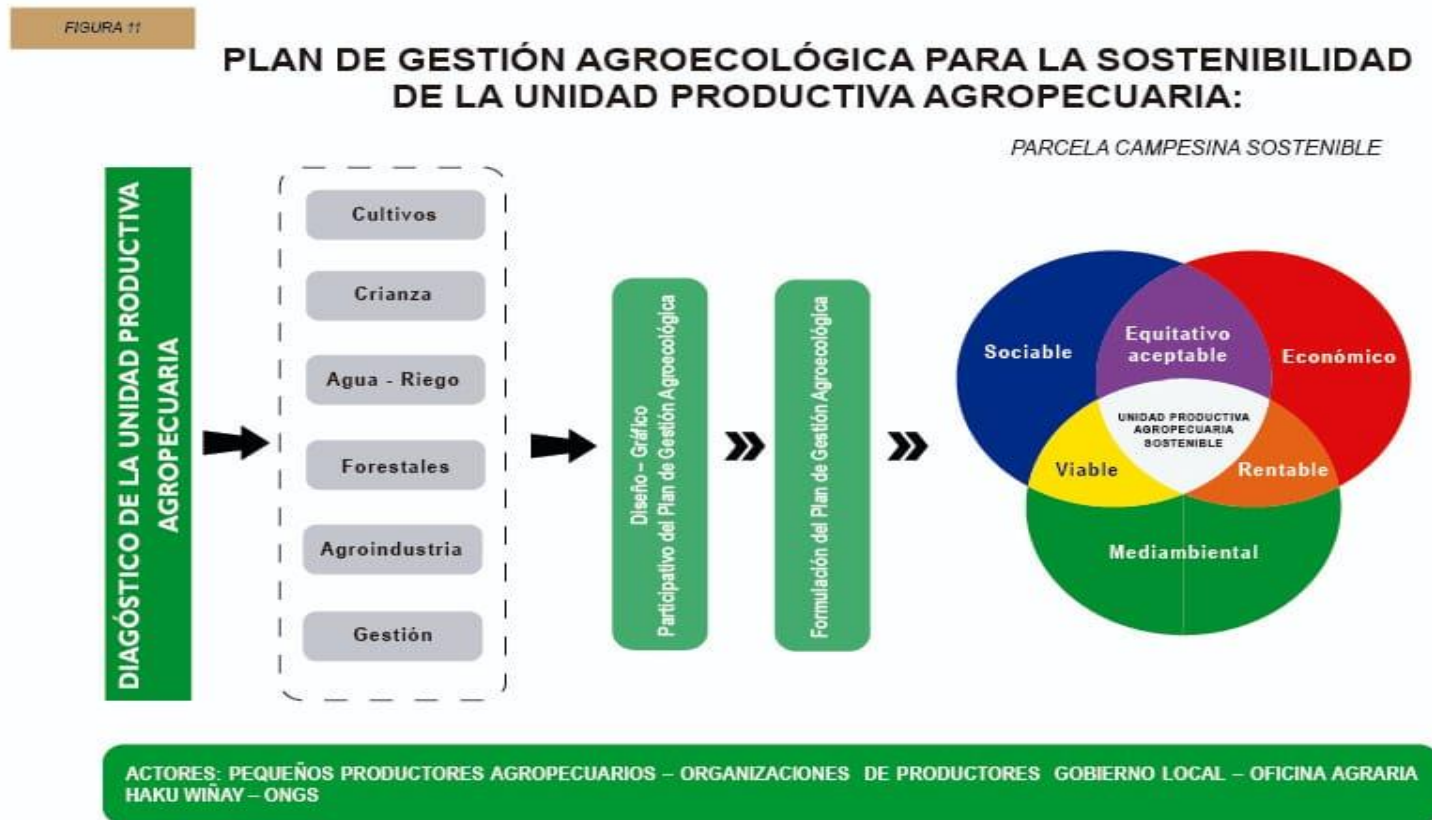 FIGURA 11
PLAN DE GESTIÓN AGROECOLÓGICA PARA LA SOSTENIBILIDAD
DE LA UNIDAD PRODUCTIVA AGROPECUARIA:
PARCELA CAMPESINA SOSTENIBLE
DIAGÓSTICO DE LA UNIDAD PRODUCTIVA
AGROPECUARIA
Cultivos
Crianza
Agua - Riego
Forestales
Agroindustria
Gestión
Diseño – Gráfico
Participativo del Plan de Gestión Agroecológica
Formulación del Plan de Gestión Agroecológica
Sociable
Equitativo
aceptable
Económico
UNIDAD PRODUCTIVA
AGROPECUARIA
SOSTENIBLE
Viable
Rentable
Mediambiental
ACTORES: PEQUEÑOS PRODUCTORES AGROPECUARIOS – ORGANIZACIONES DE PRODUCTORES GOBIERNO LOCAL – OFICINA AGRARIA
HAKU WIÑAY – ONGS